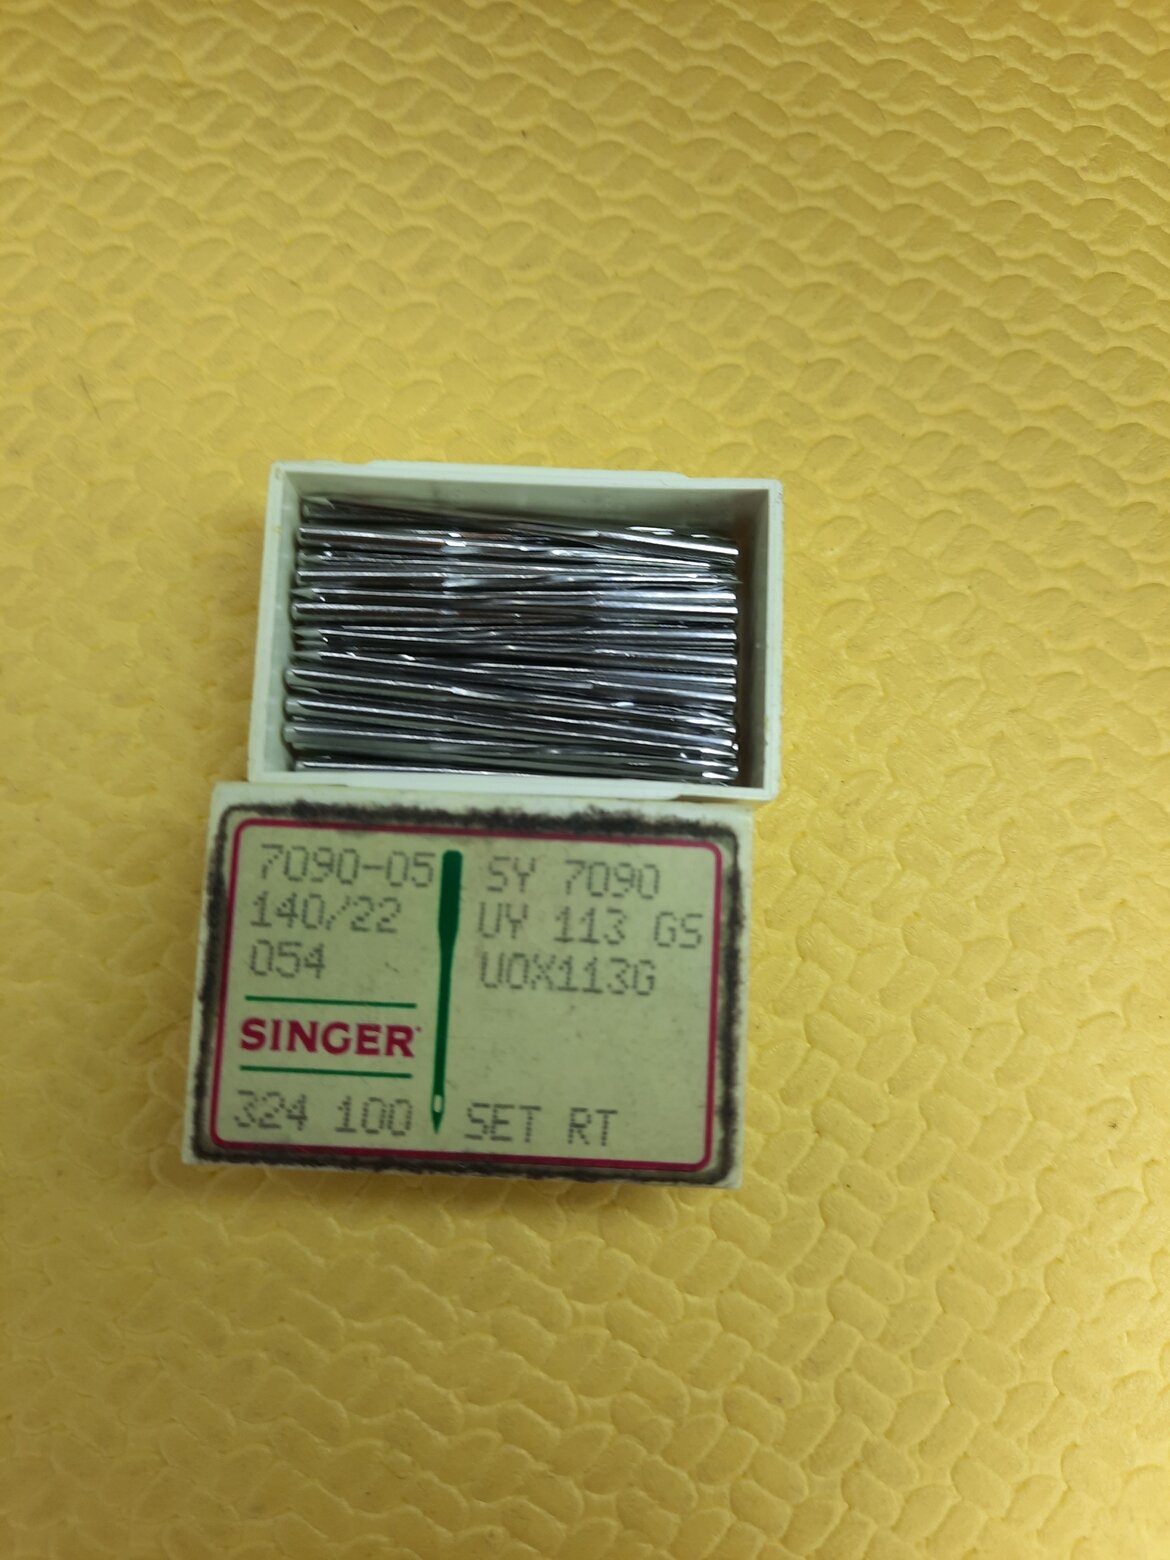 7090-05
140/22
054
SINGER
324 100
SY 7090
UY 113 GS
UOX113G
SET RT